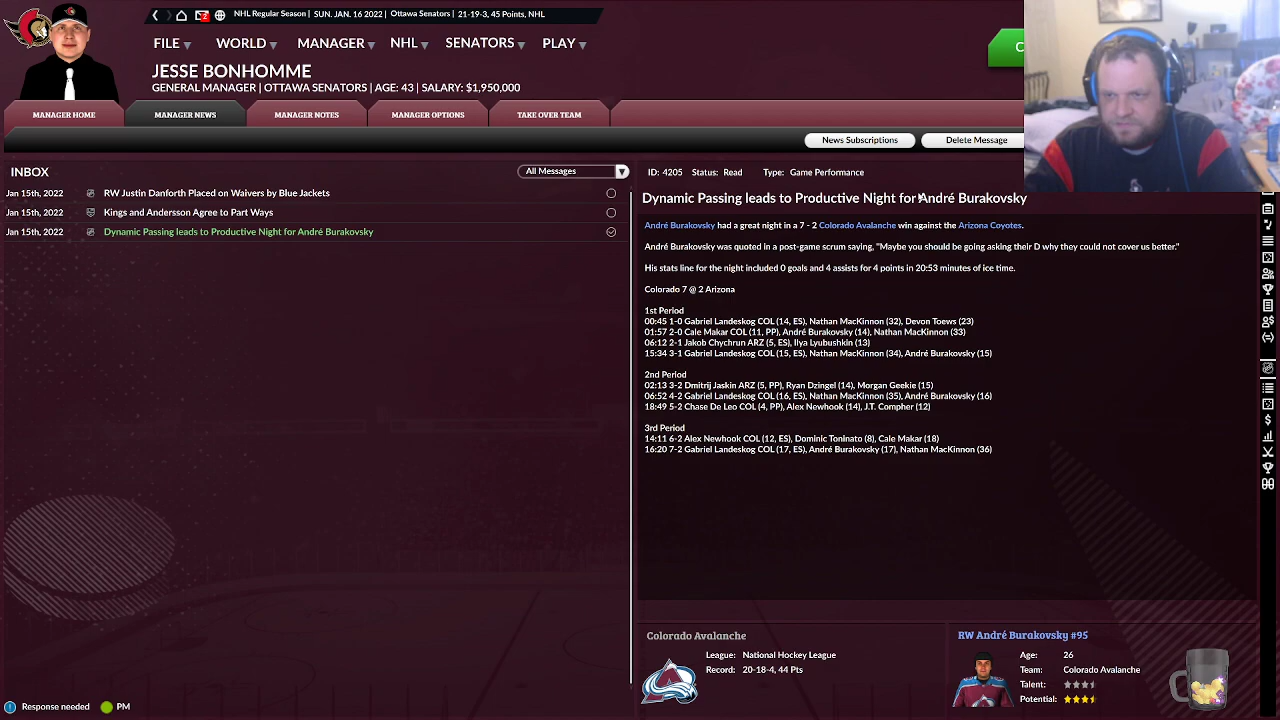 NHL Regular Season | SUN. JAN. 16 2022 | Ottawa Senators | 21-19-3, 45 Points, NHL
2
FILE WORLD MANAGER NHL SENATORS PLAY
JESSE BONHOMME
GENERAL MANAGER | OTTAWA SENATORS | AGE: 43 | SALARY: $1,950,000
MANAGER HOME MANAGER NEWS MANAGER NOTES MANAGER OPTIONS TAKE OVER TEAM
News Subscriptions Delete Message
INBOX All Messages
Jan 15th, 2022 RW Justin Danforth Placed on Waivers by Blue Jackets
Jan 15th, 2022 Kings and Andersson Agree to Part Ways
Jan 15th, 2022 Dynamic Passing leads to Productive Night for André Burakovsky
ID: 4205 Status: Read Type: Game Performance
Dynamic Passing leads to Productive Night for André Burakovsky
André Burakovsky had a great night in a 7 - 2 Colorado Avalanche win against the Arizona Coyotes.
André Burakovsky was quoted in a post-game scrum saying, "Maybe you should be going asking their D why they could not cover us better."
His stats line for the night included 0 goals and 4 assists for 4 points in 20:53 minutes of ice time.
Colorado 7 @ 2 Arizona
1st Period
00:45 1-0 Gabriel Landeskog COL (14, ES), Nathan MacKinnon (32), Devon Toews (23)
01:57 2-0 Cale Makar COL (11, PP), André Burakovsky (14), Nathan MacKinnon (33)
06:12 2-1 Jakob Chychrun ARZ (5, ES), Ilya Lyubushkin (13)
15:34 3-1 Gabriel Landeskog COL (15, ES), Nathan MacKinnon (34), André Burakovsky (15)
2nd Period
02:13 3-2 Dmitrij Jaskin ARZ (5, PP), Ryan Dzingel (14), Morgan Geekie (15)
06:52 4-2 Gabriel Landeskog COL (16, ES), Nathan MacKinnon (35), André Burakovsky (16)
18:49 5-2 Chase De Leo COL (4, PP), Alex Newhook (14), J.T. Compher (12)
3rd Period
14:11 6-2 Alex Newhook COL (12, ES), Dominic Toninato (8), Cale Makar (18)
16:20 7-2 Gabriel Landeskog COL (17, ES), André Burakovsky (17), Nathan MacKinnon (36)
Colorado Avalanche
League: National Hockey League
Record: 20-18-4, 44 Pts
RW André Burakovsky #95
Age: 26
Team: Colorado Avalanche
Talent:
Potential:
Response needed PM